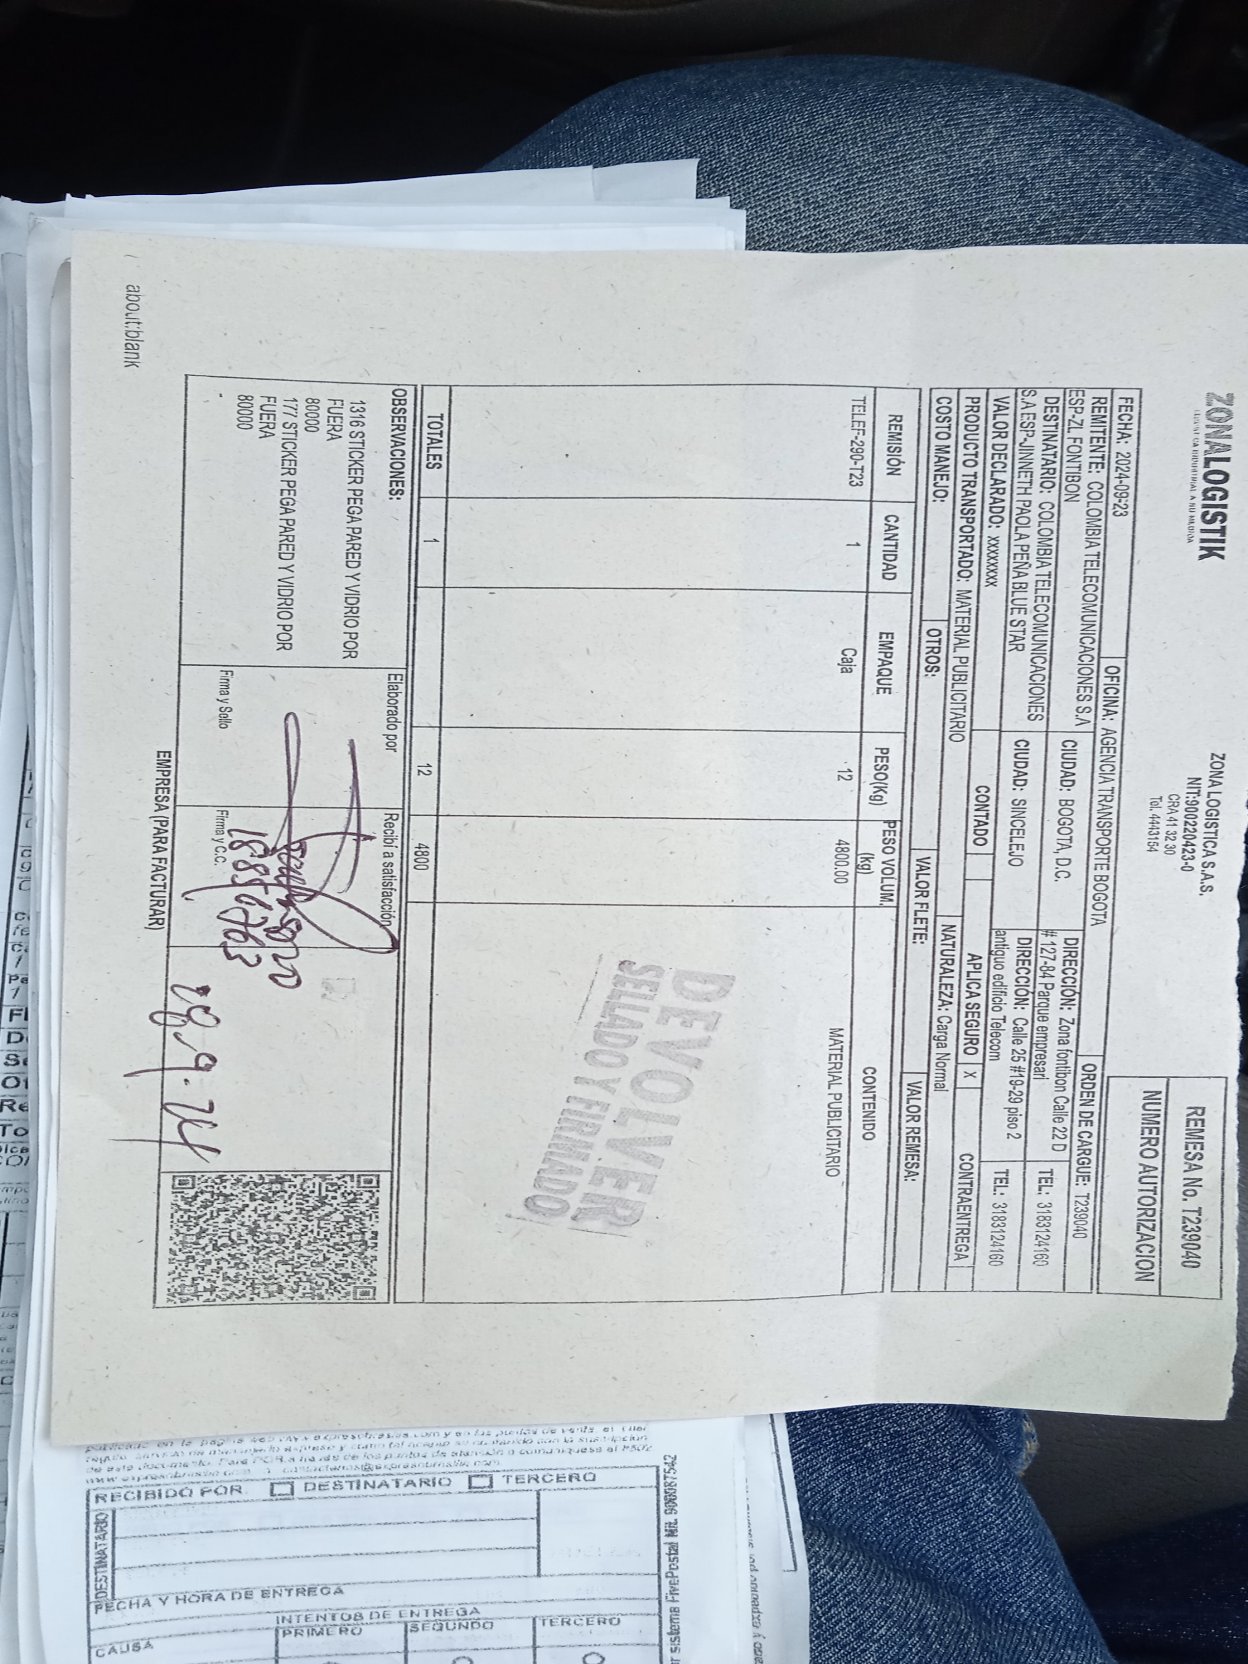 ZONALOGISTIK
ZONA LOGISTICA S.A.S.
NIT:900220423-0
CRA 41 32 30
Tel. 4443154
REMESA No. T239040
NUMERO AUTORIZACION
FECHA: 2024-09-23
OFICINA: AGENCIA TRANSPORTE BOGOTA
ORDEN DE CARGUE: T239040
REMITENTE: COLOMBIA TELECOMUNICACIONES S.A
ESP-ZL FONTIBON
CIUDAD: BOGOTA, D.C.
DIRECCIÓN: Zona fontibon Calle 22 D
# 127-84 Parque empresari
TEL: 3183124160
DESTINATARIO: COLOMBIA TELECOMUNICACIONES
S.A ESP-JINNETH PAOLA PEÑA BLUE STAR
CIUDAD: SINCELEJO
DIRECCIÓN: Calle 25 #19-29 piso 2
antiguo edificio Telecom
TEL: 3183124160
VALOR DECLARADO: xxxxxxxx
CONTADO
APLICA SEGURO X
CONTRAENTREGA
PRODUCTO TRANSPORTADO: MATERIAL PUBLICITARIO
NATURALEZA: Carga Normal
COSTO MANEJO:
OTROS:
VALOR FLETE:
VALOR REMESA:
REMISIÓN CANTIDAD EMPAQUE PESO(Kg) PESO VOLUM. (kg) CONTENIDO
TELEF-290-T23 1 Caja 12 4800.00 MATERIAL PUBLICITARIO
DEVOLVER
SELLADO Y FIRMADO
TOTALES 1 12 4800
OBSERVACIONES:
1316 STICKER PEGA PARED Y VIDRIO POR
FUERA
80000
177 STICKER PEGA PARED Y VIDRIO POR
FUERA
80000
-
Elaborado por
Firma y Sello
Recibí a satisfacción
18856763
Firma y C.C.
28.9.24
EMPRESA (PARA FACTURAR)
about:blank
RECIBIDO POR DESTINATARIO TERCERO
DESTINATARIO
FECHA Y HORA DE ENTREGA
INTENTOS DE ENTREGA
CAUSA PRIMERO SEGUNDO TERCERO